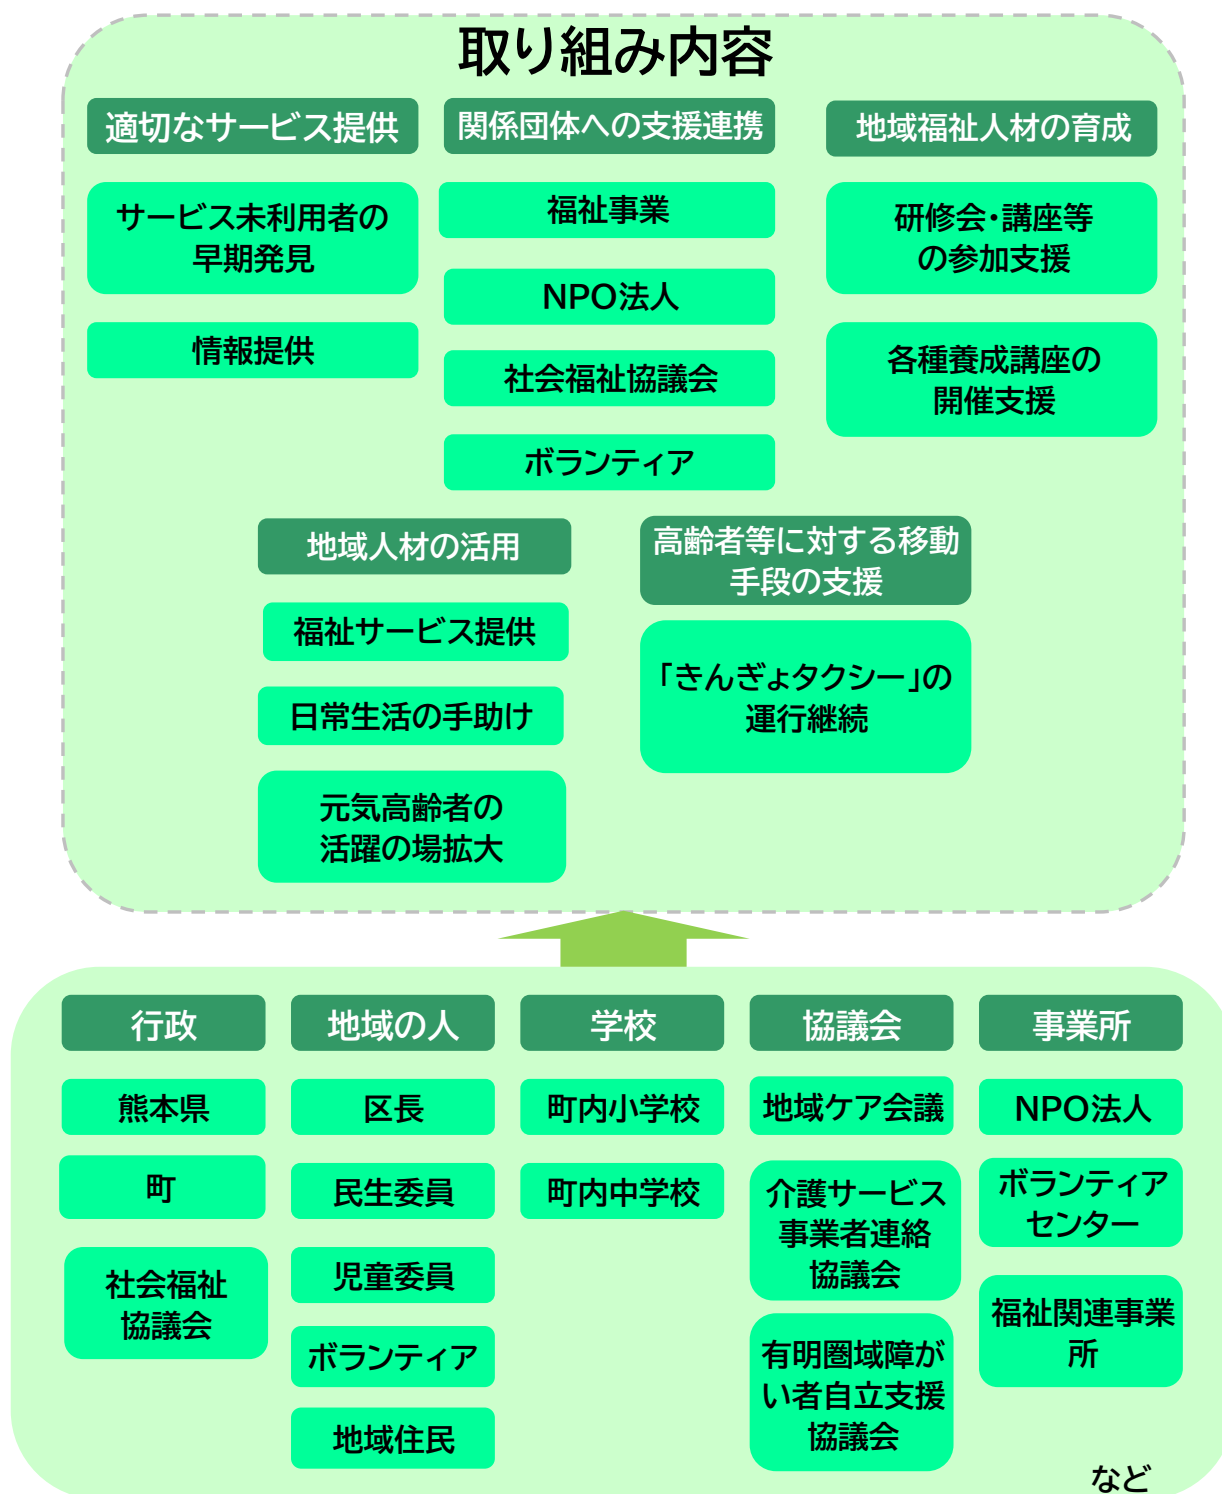 取り組み内容
適切なサービス提供
サービス未利用者の
早期発見
情報提供
関係団体への支援連携
福祉事業
NPO法人
社会福祉協議会
ボランティア
地域福祉人材の育成
研修会・講座等
の参加支援
各種養成講座の
開催支援
地域人材の活用
福祉サービス提供
日常生活の手助け
元気高齢者の
活躍の場拡大
高齢者等に対する移動
手段の支援
「きんぎょタクシー」の
運行継続
行政
熊本県
町
社会福祉
協議会
地域の人
区長
民生委員
児童委員
ボランティア
地域住民
学校
町内小学校
町内中学校
協議会
地域ケア会議
介護サービス
事業者連絡
協議会
有明圏域障が
い者自立支援
協議会
事業所
NPO法人
ボランティア
センター
福祉関連事業
所
など